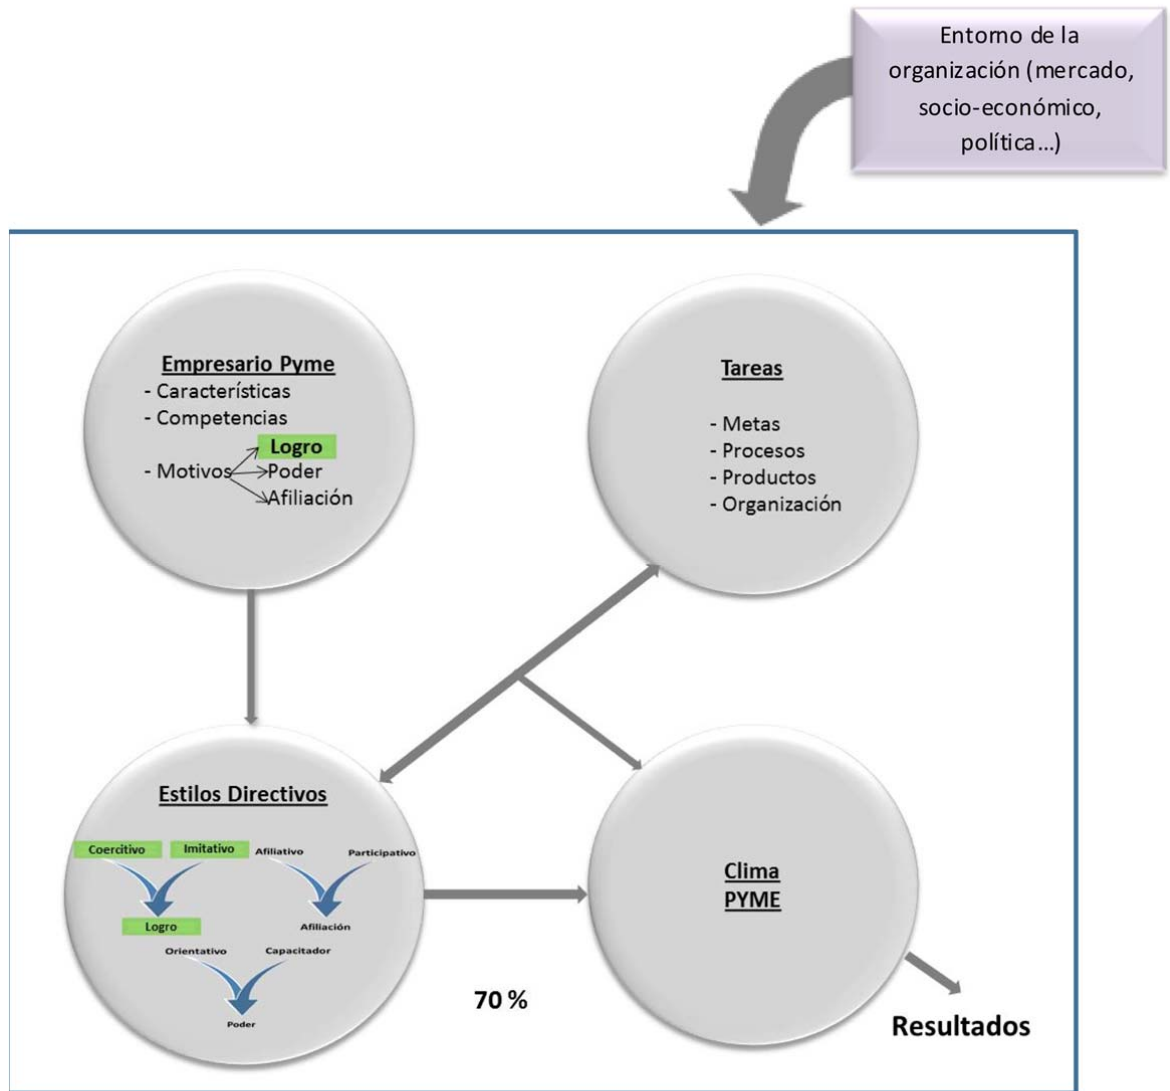 Entorno de la
organización (mercado,
socio-económico,
política...)
Empresario Pyme
- Características
- Competencias
Logro
- Motivos Poder
Afiliación
Tareas
- Metas
- Procesos
- Productos
- Organización
Estilos Directivos
Coercitivo Imitativo Afiliativo Participativo
Logro Afiliación
Orientativo Capacitador
Poder
70 %
Clima
PYME
Resultados